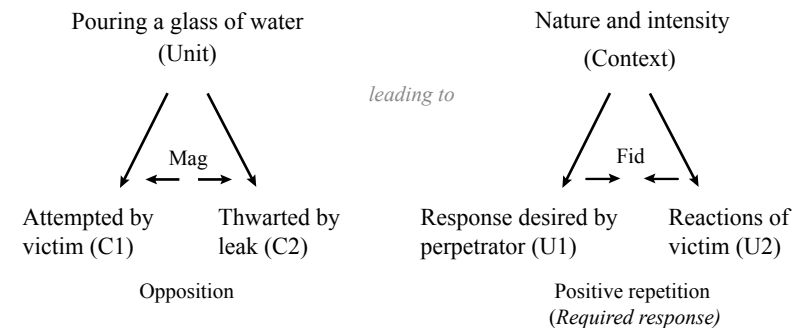 Pouring a glass of water
(Unit)
Mag
Attempted by
victim (C1)
Thwarted by
leak (C2)
Opposition
leading to
Nature and intensity
(Context)
Fid
Response desired by
perpetrator (U1)
Reactions of
victim (U2)
Positive repetition
(Required response)